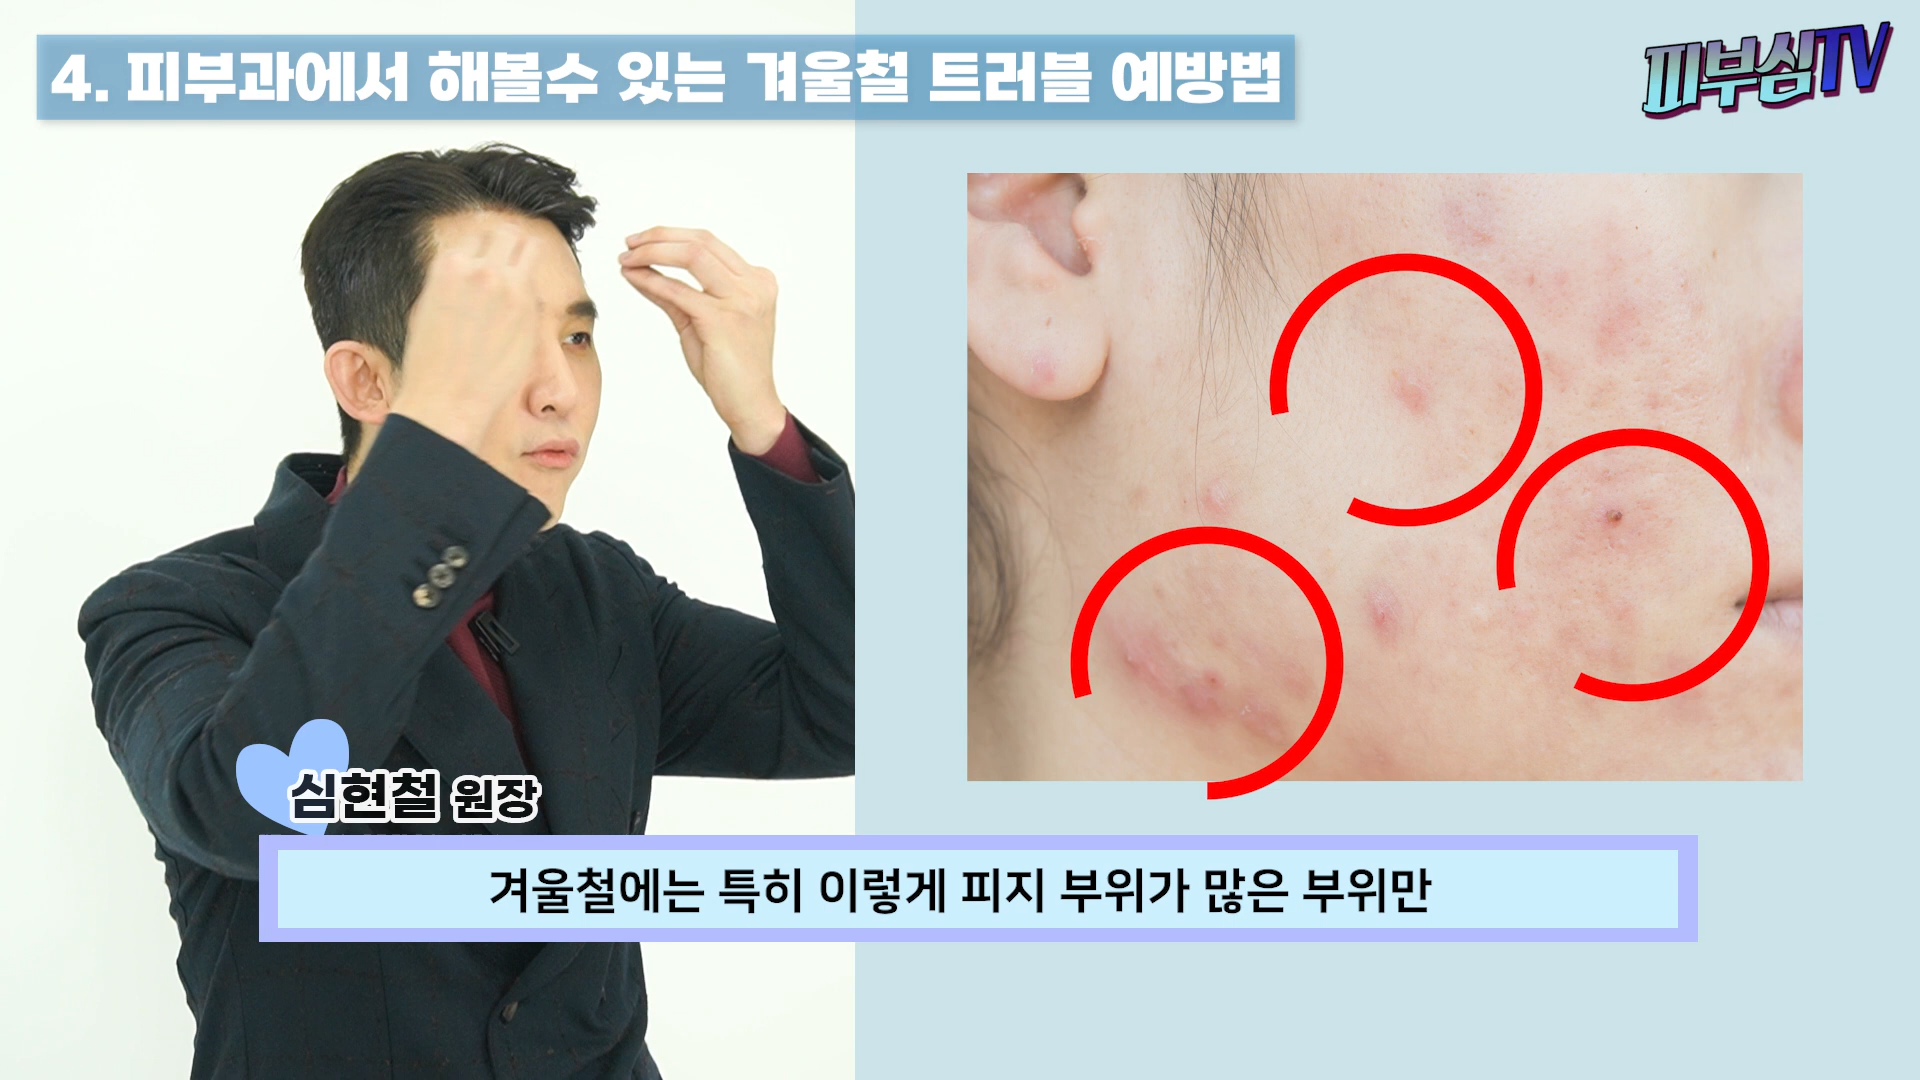 4. 피부과에서 해볼수 있는 겨울철 트러블 예방법
피부심TV
심현철 원장
겨울철에는 특히 이렇게 피지 부위가 많은 부위만